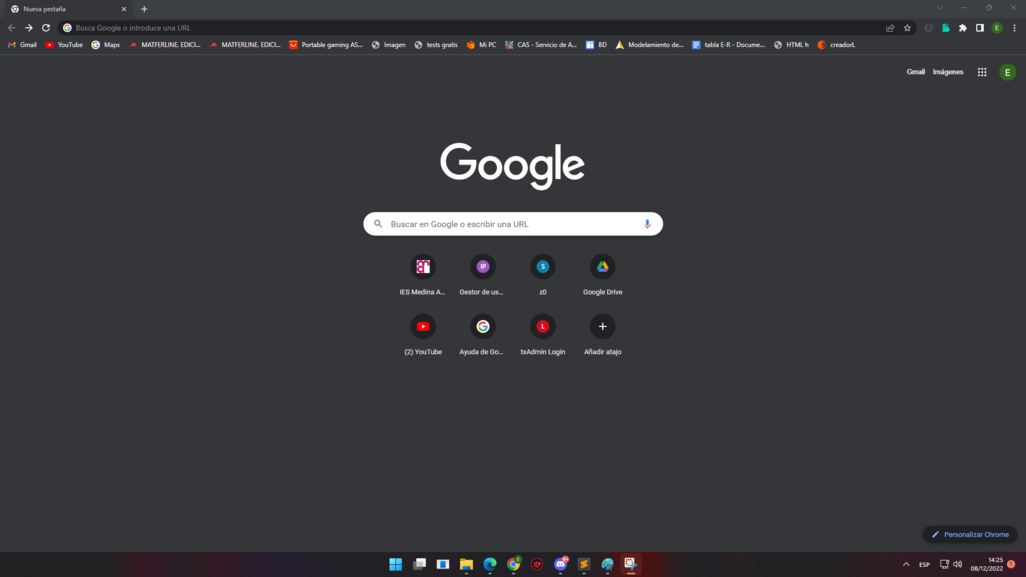 Nueva pestaña
Busca Google o introduce una URL
Gmail YouTube Maps MATFERLINE. EDICI... MATFERLINE. EDICI... Portable gaming AS... Imagen tests gratis Mi PC CAS - Servicio de A... BD Modelamiento de... tabla E-R - Docume... HTML h creadorL
E
Gmail Imágenes E
Google
Buscar en Google o escribir una URL
IP S
IES Medina A... Gestor de us... z0 Google Drive
L
(2) YouTube Ayuda de Go... txAdmin Login Añadir atajo
Personalizar Chrome
ESP 14:25
08/12/2022 1